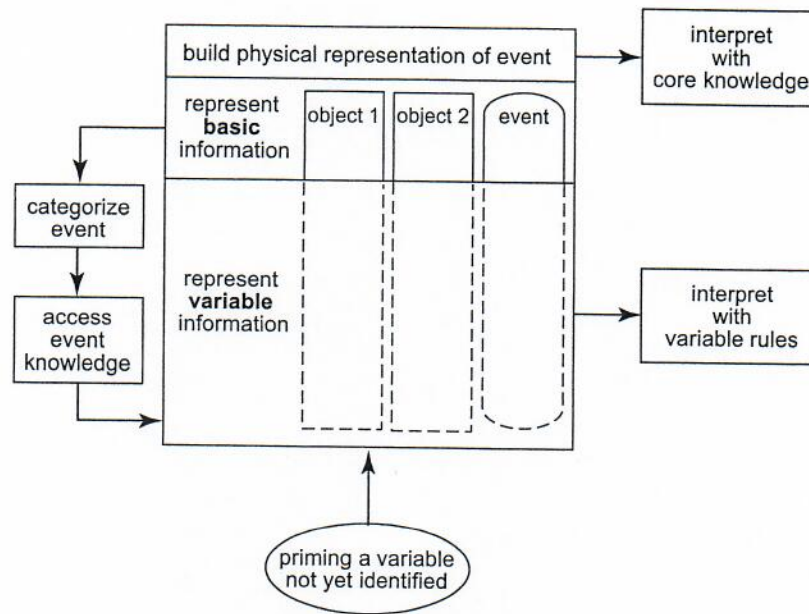 build physical representation of event
interpret
with
core knowledge
represent
basic
information
object 1
object 2
event
categorize
event
access
event
knowledge
represent
variable
information
interpret
with
variable rules
priming a variable
not yet identified